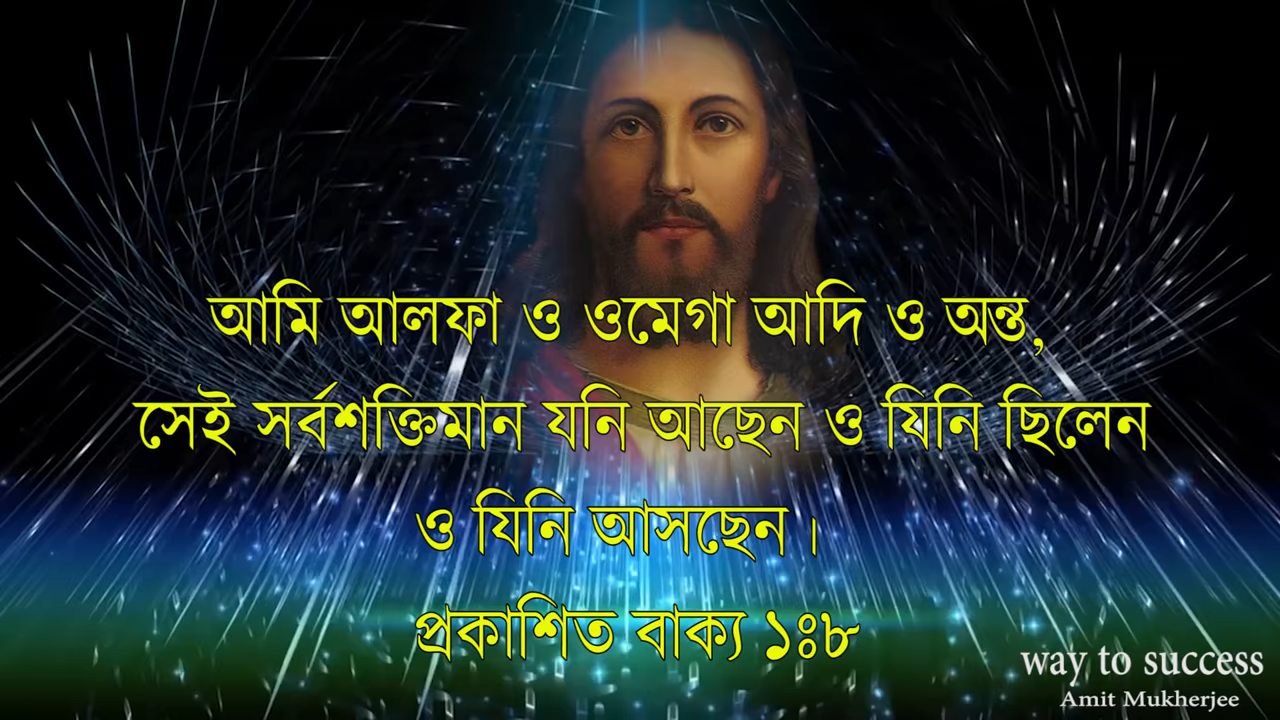 আমি আলফা ও ওমেগা আদি ও অন্ত,
সেই সর্বশক্তিমান যনি আছেন ও যিনি ছিলেন
ও যিনি আসছেন।
প্রকাশিত বাক্য ১ঃ৮
way to success
Amit Mukherjee